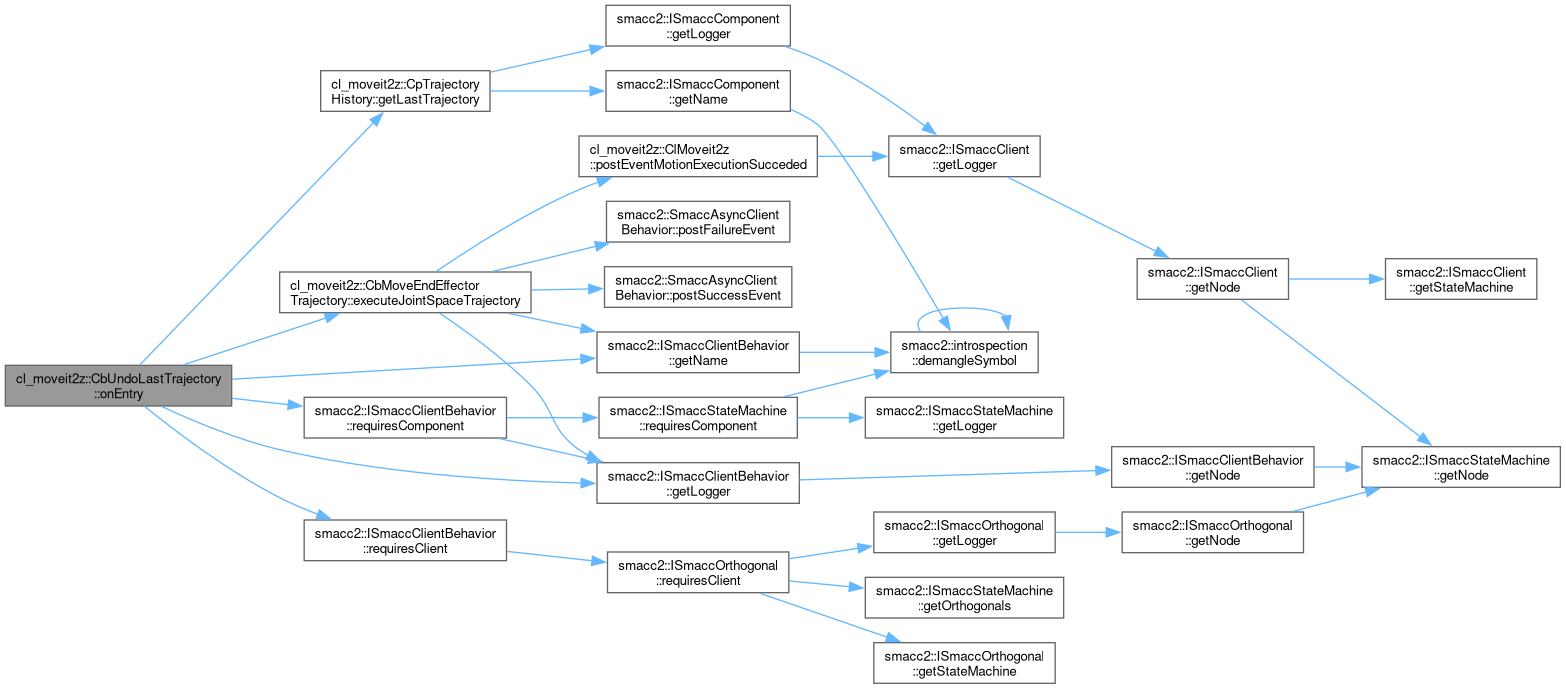 smacc2::ISmaccComponent
::getLogger
cl_moveit2z::CpTrajectory
History::getLastTrajectory
smacc2::ISmaccComponent
::getName
cl_moveit2z::ClMoveit2z
::postEventMotionExecutionSucceded
smacc2::ISmaccClient
::getLogger
smacc2::SmaccAsyncClient
Behavior::postFailureEvent
smacc2::ISmaccClient
::getNode
smacc2::ISmaccClient
::getStateMachine
cl_moveit2z::CbMoveEndEffector
Trajectory::executeJointSpaceTrajectory
smacc2::SmaccAsyncClient
Behavior::postSuccessEvent
smacc2::ISmaccClientBehavior
::getName
smacc2::introspection
::demangleSymbol
cl_moveit2z::CbUndoLastTrajectory
::onEntry
smacc2::ISmaccClientBehavior
::requiresComponent
smacc2::ISmaccStateMachine
::requiresComponent
smacc2::ISmaccStateMachine
::getLogger
smacc2::ISmaccClientBehavior
::getLogger
smacc2::ISmaccClientBehavior
::getNode
smacc2::ISmaccStateMachine
::getNode
smacc2::ISmaccClientBehavior
::requiresClient
smacc2::ISmaccOrthogonal
::getLogger
smacc2::ISmaccOrthogonal
::getNode
smacc2::ISmaccOrthogonal
::requiresClient
smacc2::ISmaccStateMachine
::getOrthogonals
smacc2::ISmaccOrthogonal
::getStateMachine